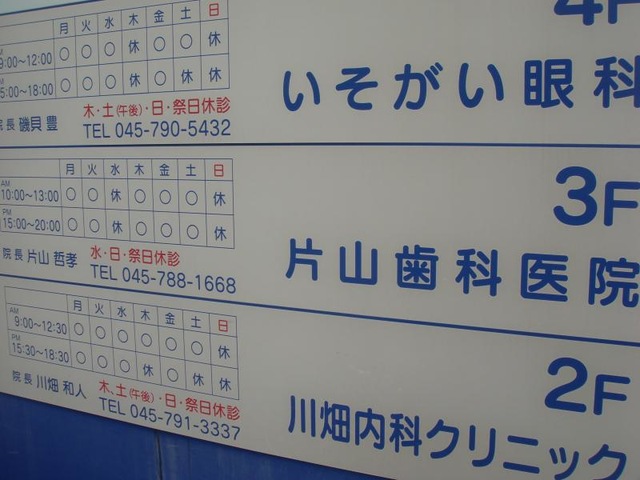 4F
月 火 水 木 金 土 日
9:00~12:00 ○ ○ ○ 休 ○ ○ 休
5:00~18:00 ○ ○ ○ 休 ○ 休 休
いそがい眼科
木・土(午後)・日・祭日休診
院長 磯貝 豊
TEL 045-790-5432
3F
月 火 水 木 金 土 日
AM
10:00~13:00 ○ ○ 休 ○ ○ ○ 休
PM
15:00~20:00 ○ ○ 休 ○ ○ ○ 休
片山歯科医院
水・日・祭日休診
院長 片山 哲孝
TEL 045-788-1668
2F
月 火 水 木 金 土 日
AM
9:00~12:30 ○ ○ ○ ○ ○ ○ 休
PM
15:30~18:30 ○ ○ ○ 休 ○ 休 休
川畑内科クリニック
木、土(午後)・日・祭日休診
院長 川畑 和人
TEL 045-791-3337